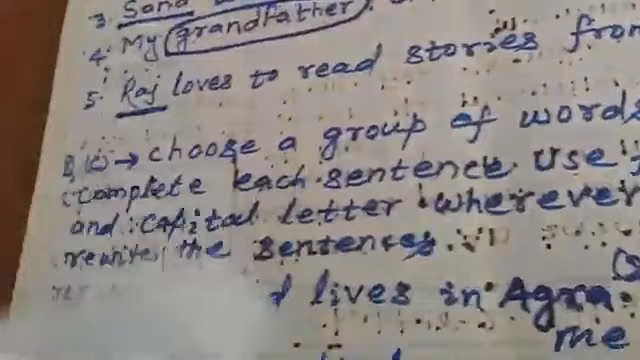 3. Sand
4. My grandfather
5. Raj loves to read stories from
→ choose a group of words
complete each sentence. Use
and capital letter wherever
rewrite the sentences.
lives in Agra.
me